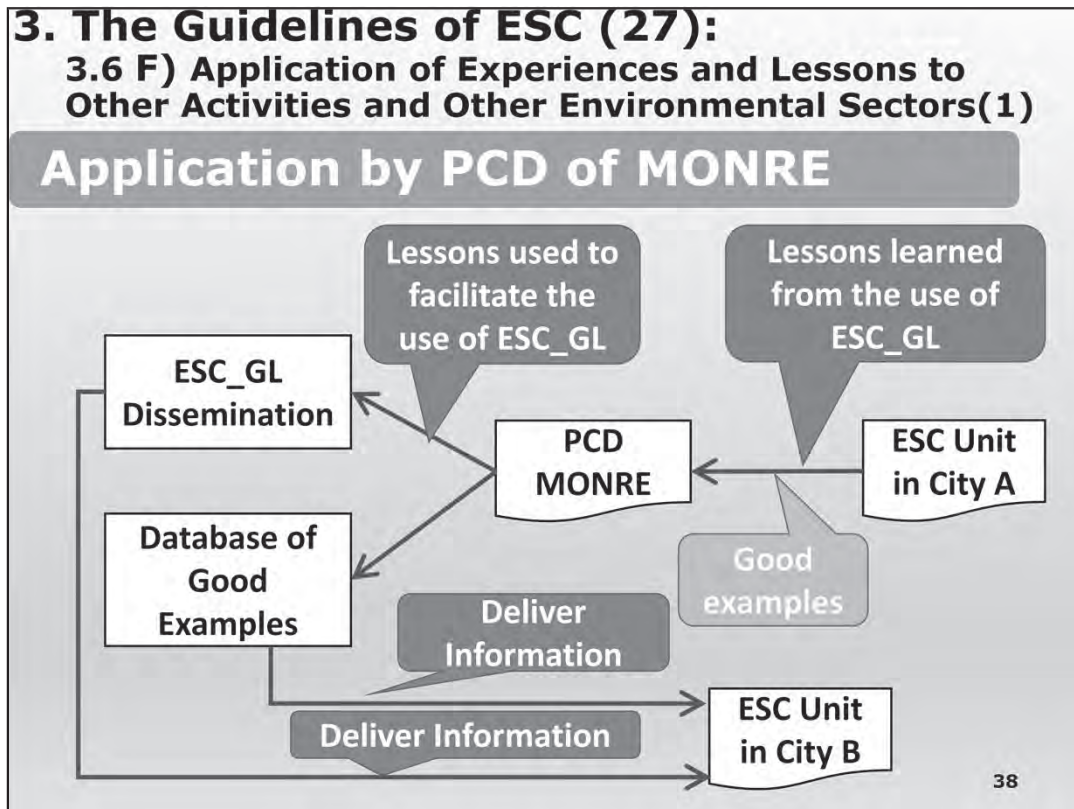 3. The Guidelines of ESC (27):
3.6 F) Application of Experiences and Lessons to
Other Activities and Other Environmental Sectors(1)
Application by PCD of MONRE
Lessons used to
facilitate the
use of ESC_GL
Lessons learned
from the use of
ESC_GL
ESC_GL
Dissemination
PCD
MONRE
ESC Unit
in City A
Database of
Good
Examples
Good
examples
Deliver
Information
Deliver Information
ESC Unit
in City B
38